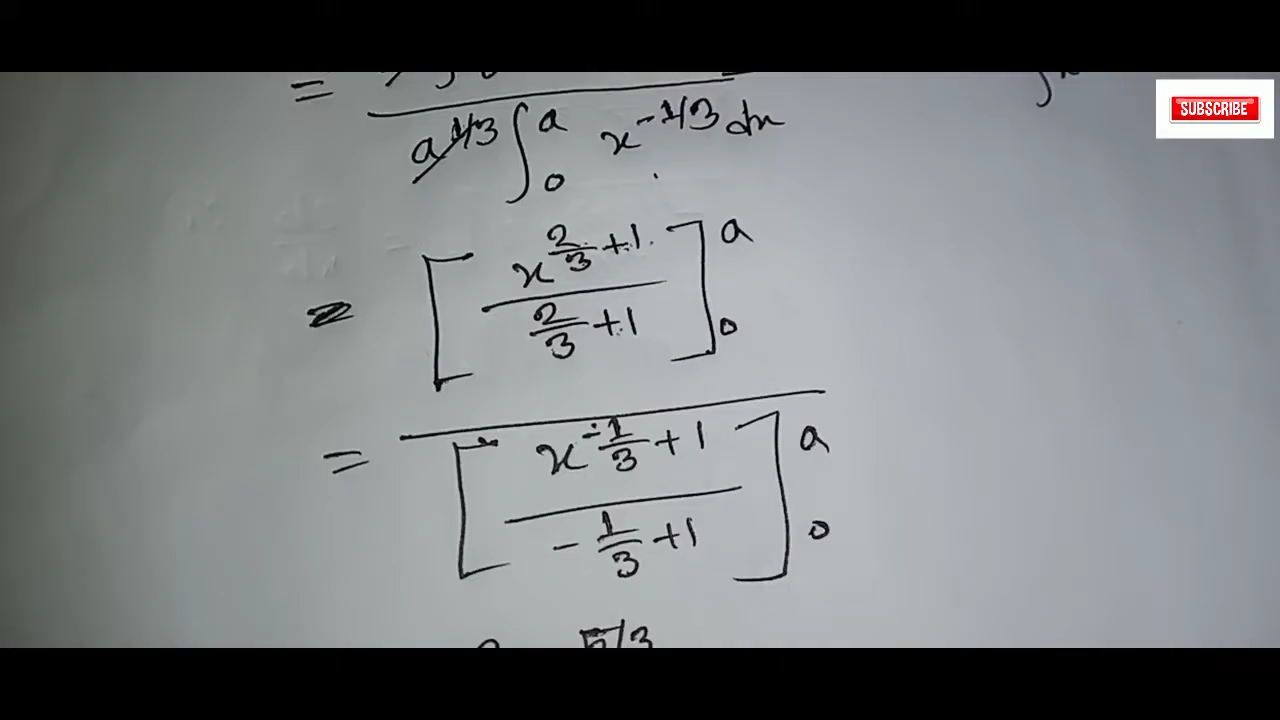 SUBSCRIBE
=
a^1/3 ∫_0^a x^-1/3 dx
[ x^(2/3 + 1) / (2/3 + 1) ]_0^a
=
[ x^(-1/3 + 1) / (-1/3 + 1) ]_0^a
5/3